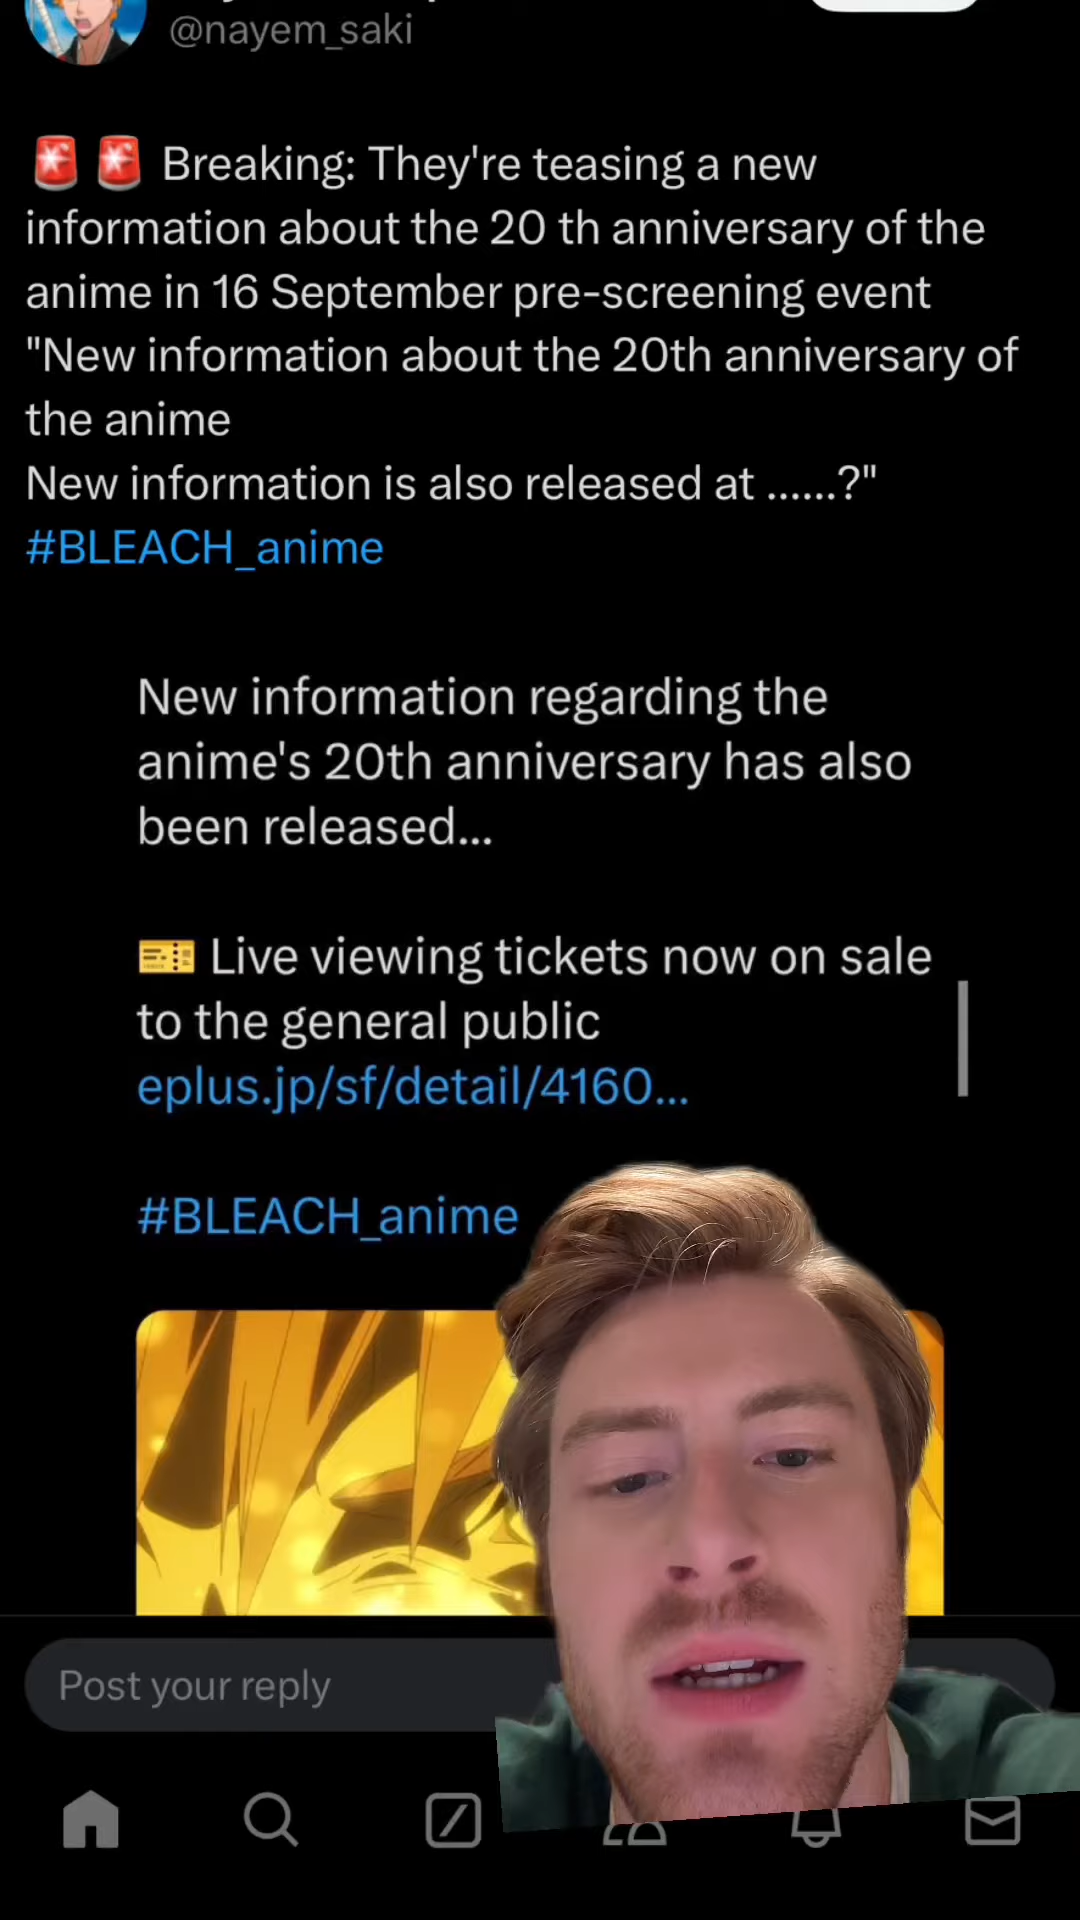 @nayem_saki
🚨🚨 Breaking: They're teasing a new
information about the 20 th anniversary of the
anime in 16 September pre-screening event
"New information about the 20th anniversary of
the anime
New information is also released at ......?"
#BLEACH_anime
New information regarding the
anime's 20th anniversary has also
been released...
🎫 Live viewing tickets now on sale
to the general public
eplus.jp/sf/detail/4160...
#BLEACH_anime
Post your reply